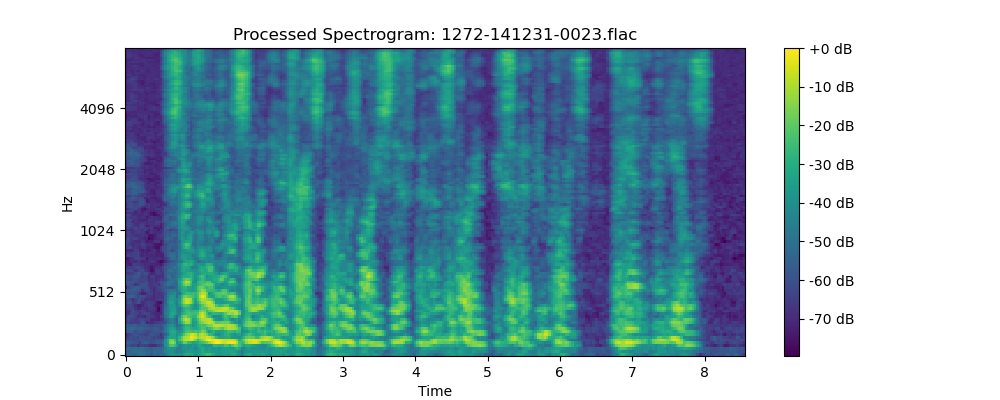 Processed Spectrogram: 1272-141231-0023.flac
Hz
4096
2048
1024
512
0
0 1 2 3 4 5 6 7 8
Time
+0 dB
-10 dB
-20 dB
-30 dB
-40 dB
-50 dB
-60 dB
-70 dB